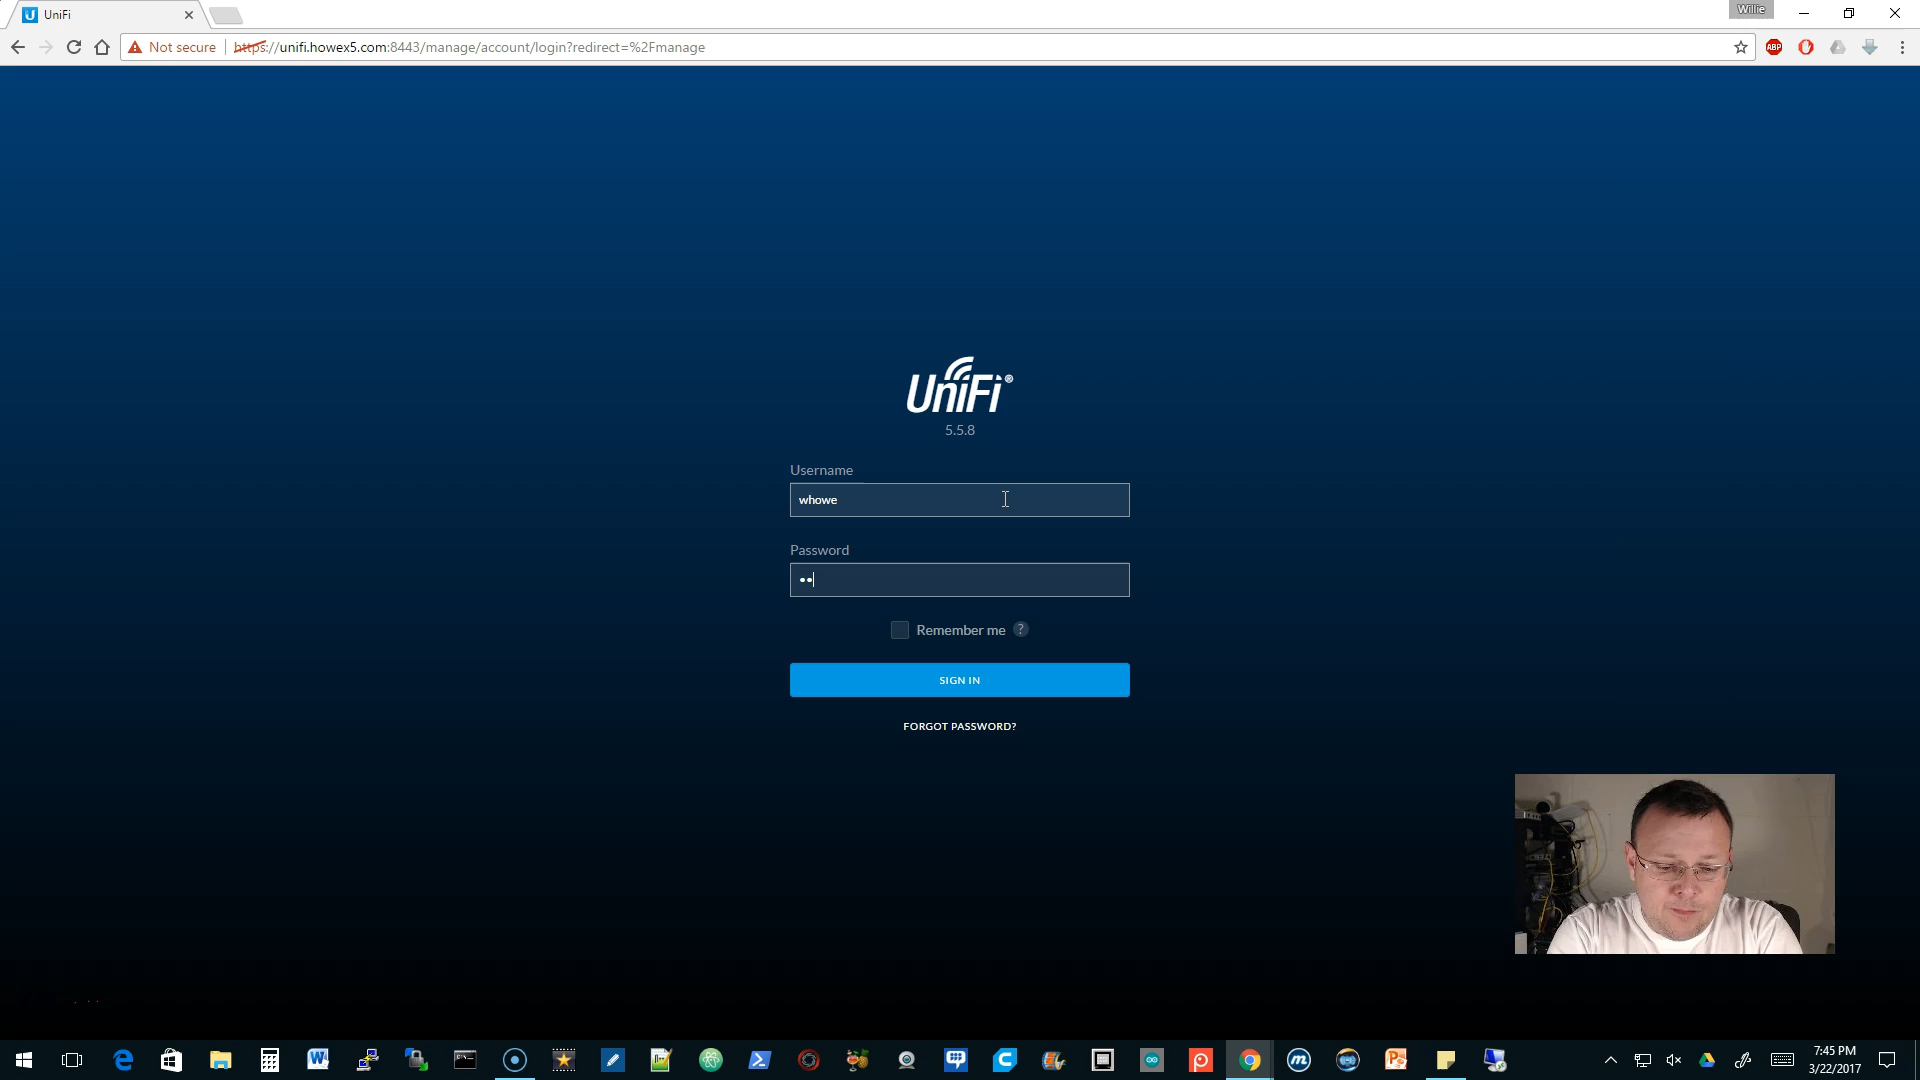 UniFi
Willie
Not secure
https://unifi.howex5.com:8443/manage/account/login?redirect=%2Fmanage
ABP
UniFi®
5.5.8
Username
whowe
Password
Remember me ?
SIGN IN
FORGOT PASSWORD?
7:45 PM
3/22/2017